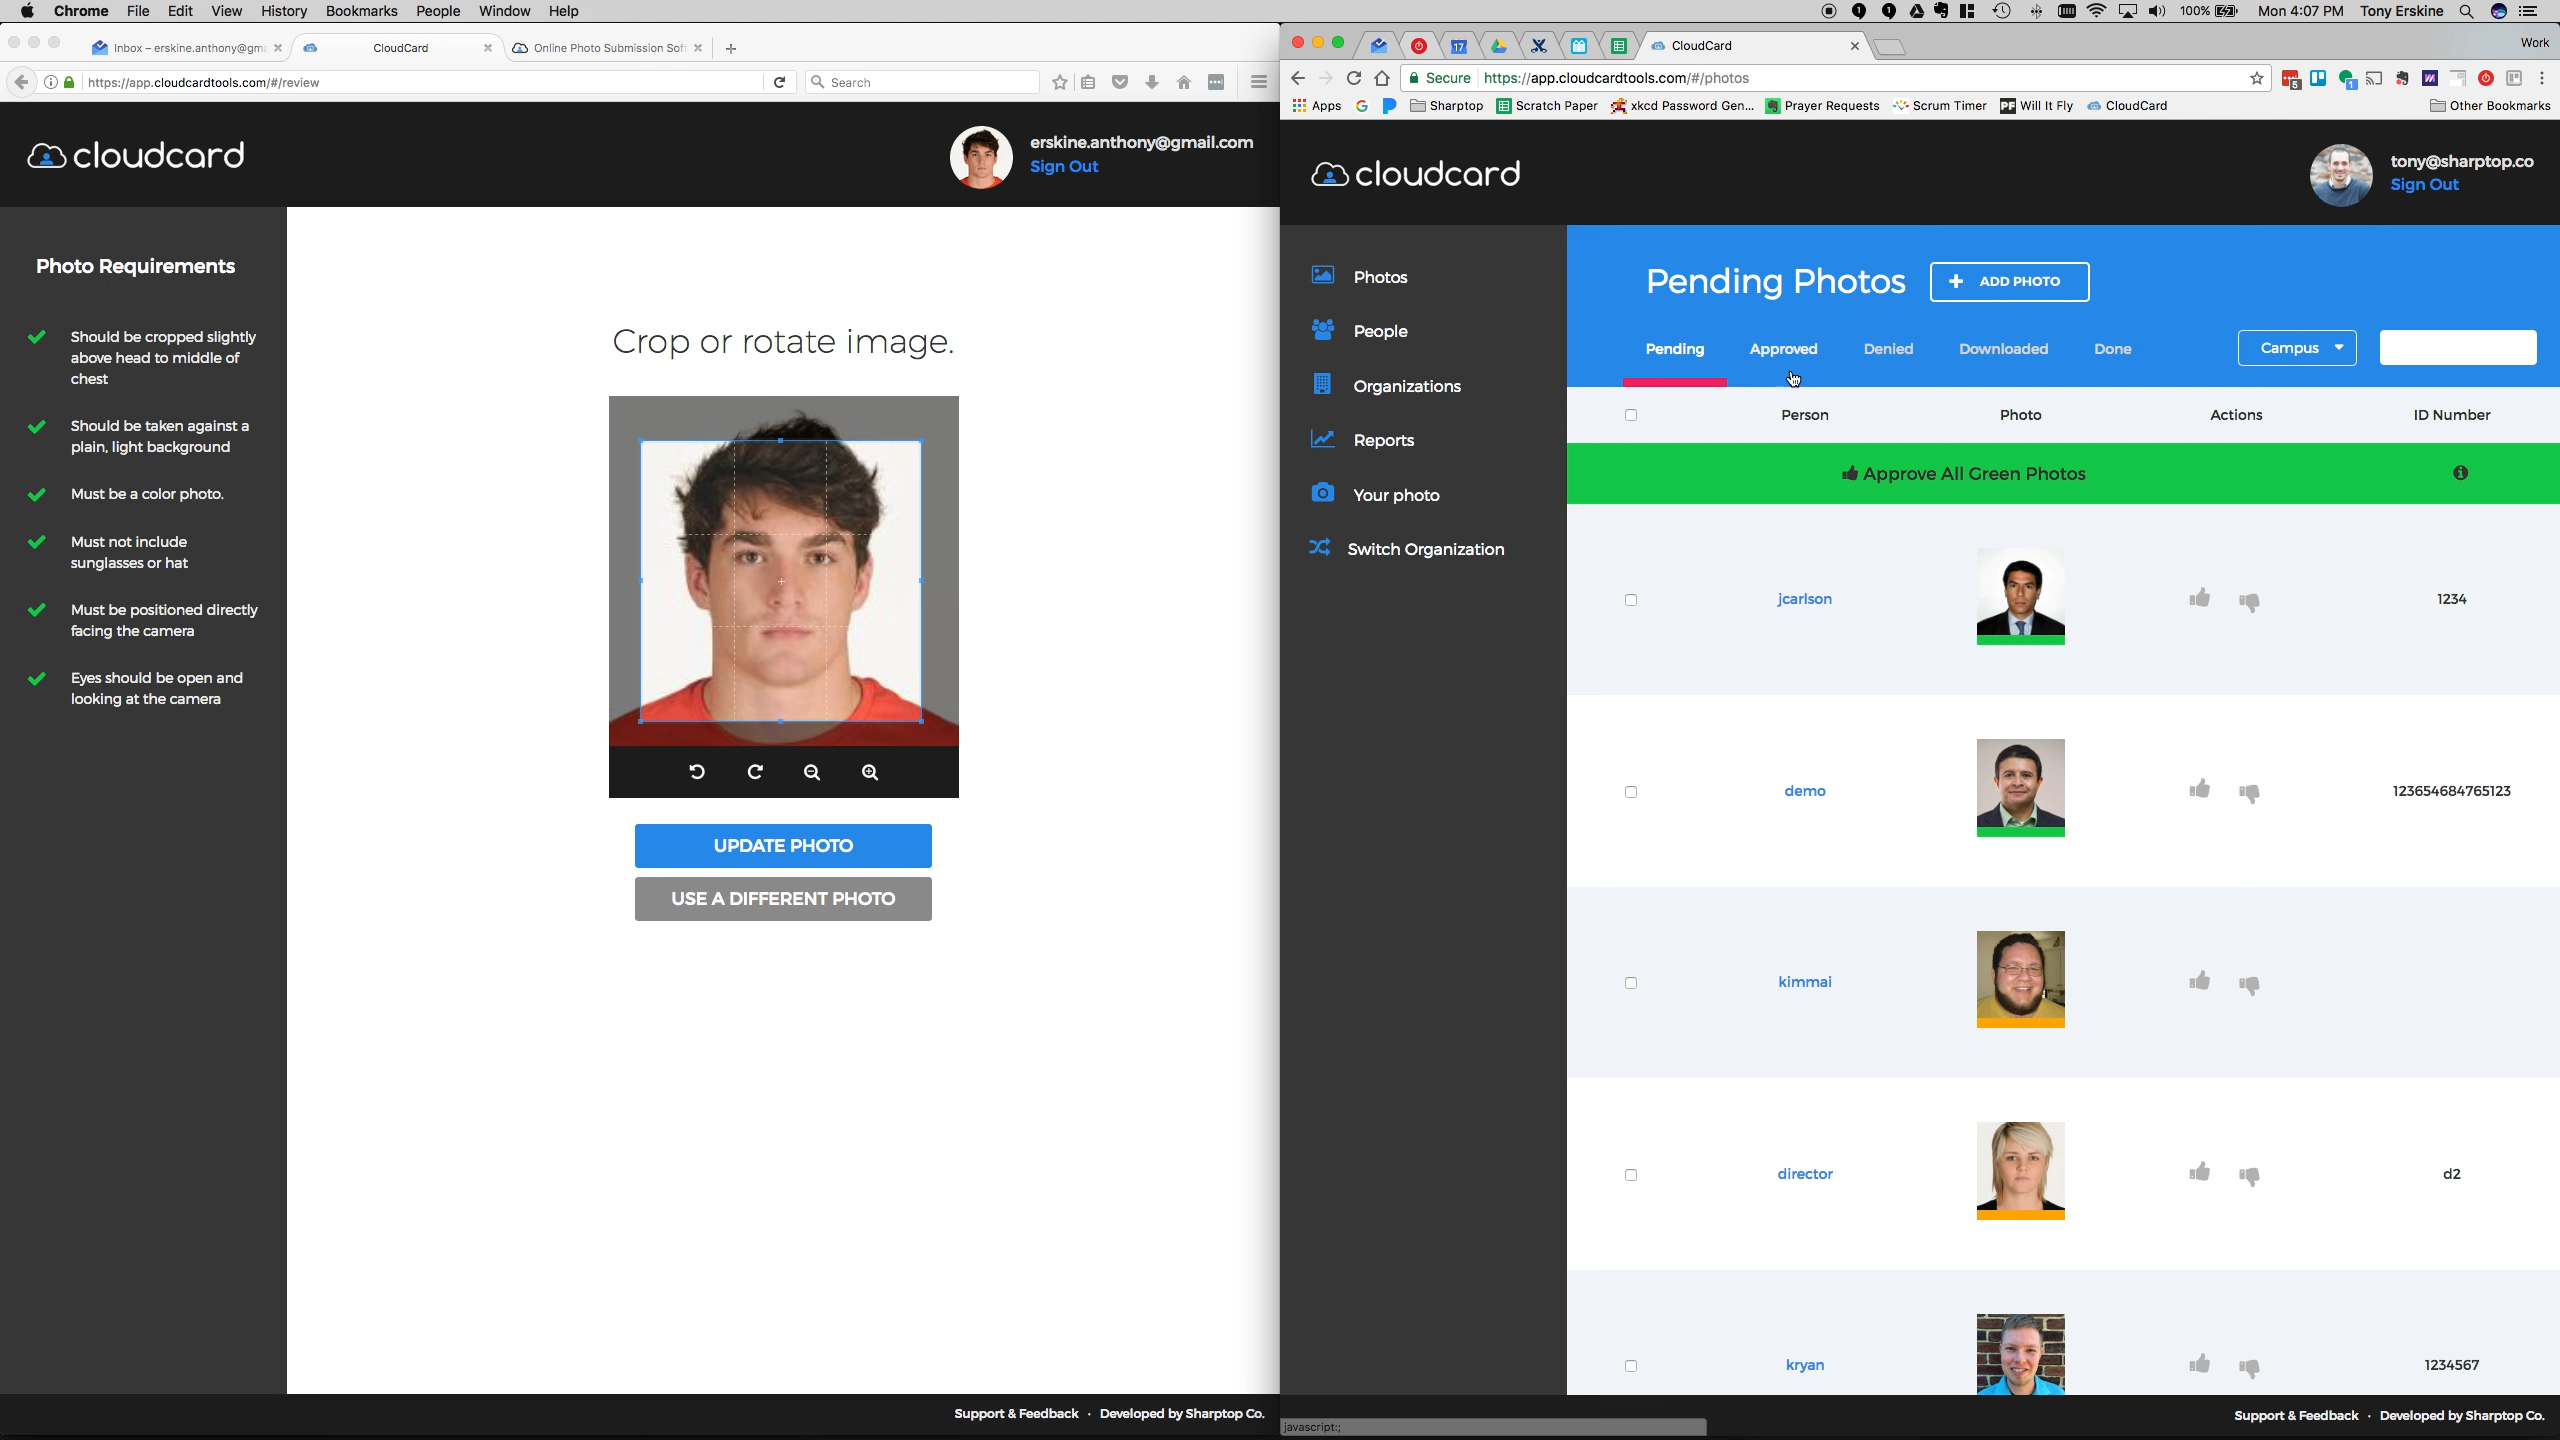 Chrome File Edit View History Bookmarks People Window Help
100% Mon 4:07 PM Tony Erskine
Inbox – erskine.anthony@gm
CloudCard
Online Photo Submission Sof
https://app.cloudcardtools.com/#/review
Search
cloudcard
erskine.anthony@gmail.com
Sign Out
Photo Requirements
Should be cropped slightly
above head to middle of
chest
Should be taken against a
plain, light background
Must be a color photo.
Must not include
sunglasses or hat
Must be positioned directly
facing the camera
Eyes should be open and
looking at the camera
Crop or rotate image.
UPDATE PHOTO
USE A DIFFERENT PHOTO
Support & Feedback · Developed by Sharptop Co.
17
CloudCard
Work
Secure https://app.cloudcardtools.com/#/photos
Apps Sharptop Scratch Paper xkcd Password Gen... Prayer Requests Scrum Timer PF Will It Fly CloudCard Other Bookmarks
cloudcard
tony@sharptop.co
Sign Out
Photos
People
Organizations
Reports
Your photo
Switch Organization
Pending Photos
+ ADD PHOTO
Pending Approved Denied Downloaded Done
Campus
Person Photo Actions ID Number
Approve All Green Photos
jcarlson 1234
demo 123654684765123
kimmai
director d2
kryan 1234567
javascript:;
Support & Feedback · Developed by Sharptop Co.